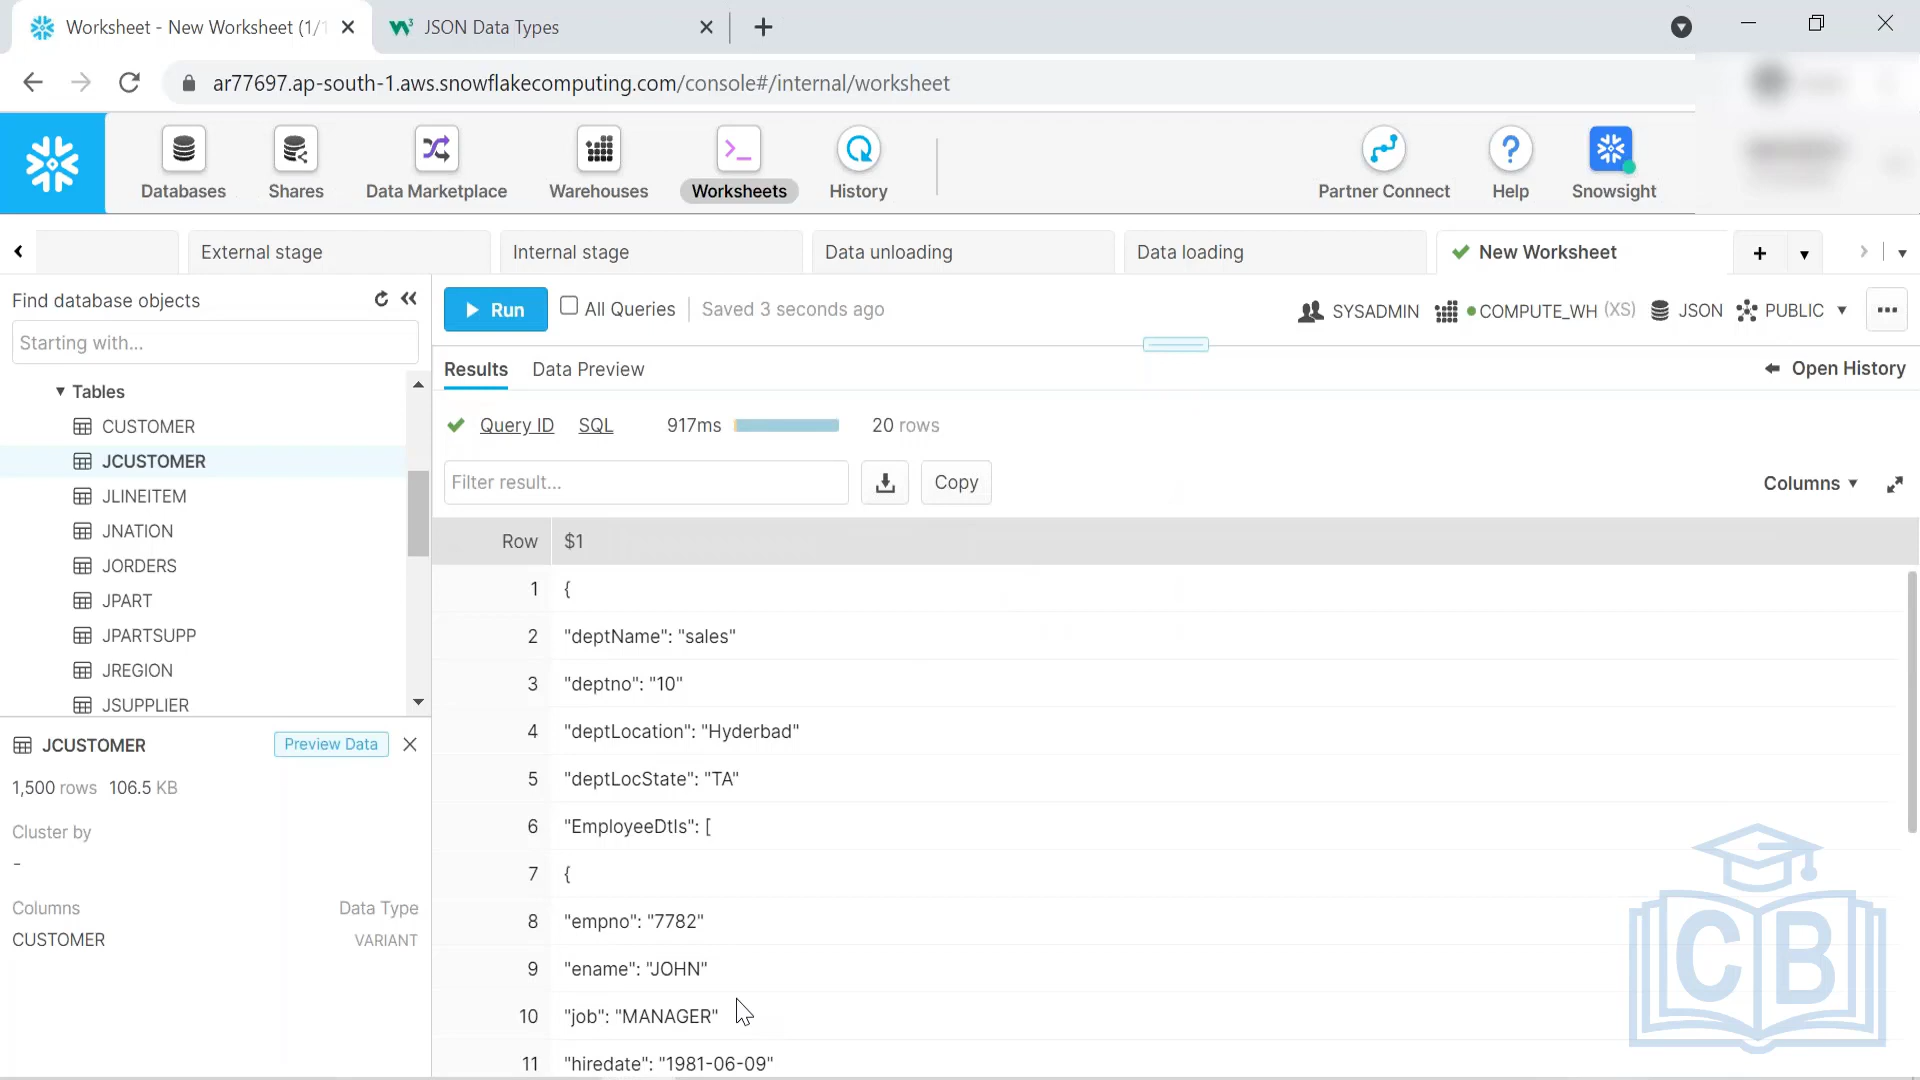 Worksheet - New Worksheet (1/1
JSON Data Types
ar77697.ap-south-1.aws.snowflakecomputing.com/console#/internal/worksheet
Databases
Shares
Data Marketplace
Warehouses
Worksheets
History
Partner Connect
Help
Snowsight
External stage
Internal stage
Data unloading
Data loading
New Worksheet
Find database objects
Starting with...
Tables
CUSTOMER
JCUSTOMER
JLINEITEM
JNATION
JORDERS
JPART
JPARTSUPP
JREGION
JSUPPLIER
JCUSTOMER
Preview Data
1,500 rows 106.5 KB
Cluster by
-
Columns Data Type
CUSTOMER VARIANT
Run
All Queries
Saved 3 seconds ago
SYSADMIN
COMPUTE_WH (XS)
JSON
PUBLIC
Results
Data Preview
Open History
Query ID
SQL
917ms
20 rows
Filter result...
Copy
Columns
Row $1
1 {
2 "deptName": "sales"
3 "deptno": "10"
4 "deptLocation": "Hyderbad"
5 "deptLocState": "TA"
6 "EmployeeDtls": [
7 {
8 "empno": "7782"
9 "ename": "JOHN"
10 "job": "MANAGER"
11 "hiredate": "1981-06-09"
CB